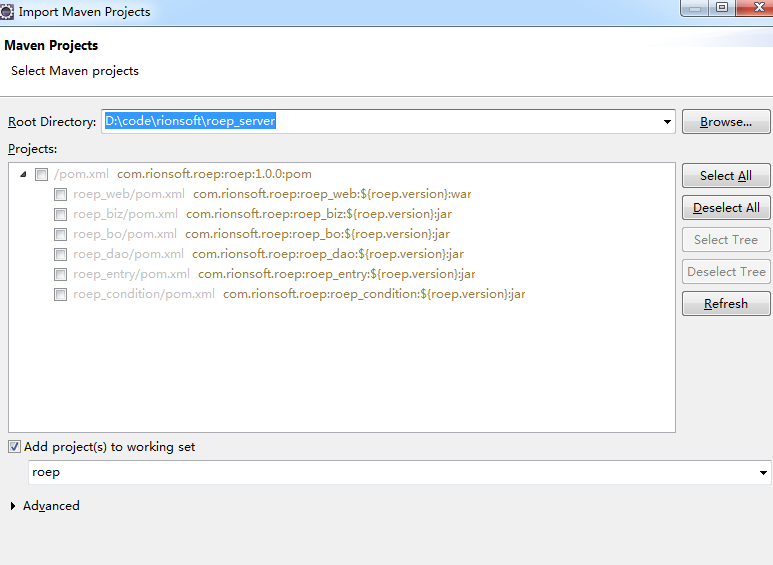 Import Maven Projects
Maven Projects
Select Maven projects
Root Directory: D:\code\rionsoft\roep_server Browse...
Projects:
/pom.xml com.rionsoft.roep:roep:1.0.0:pom
roep_web/pom.xml com.rionsoft.roep:roep_web:${roep.version}:war
roep_biz/pom.xml com.rionsoft.roep:roep_biz:${roep.version}:jar
roep_bo/pom.xml com.rionsoft.roep:roep_bo:${roep.version}:jar
roep_dao/pom.xml com.rionsoft.roep:roep_dao:${roep.version}:jar
roep_entry/pom.xml com.rionsoft.roep:roep_entry:${roep.version}:jar
roep_condition/pom.xml com.rionsoft.roep:roep_condition:${roep.version}:jar
Select All
Deselect All
Select Tree
Deselect Tree
Refresh
Add project(s) to working set
roep
Advanced